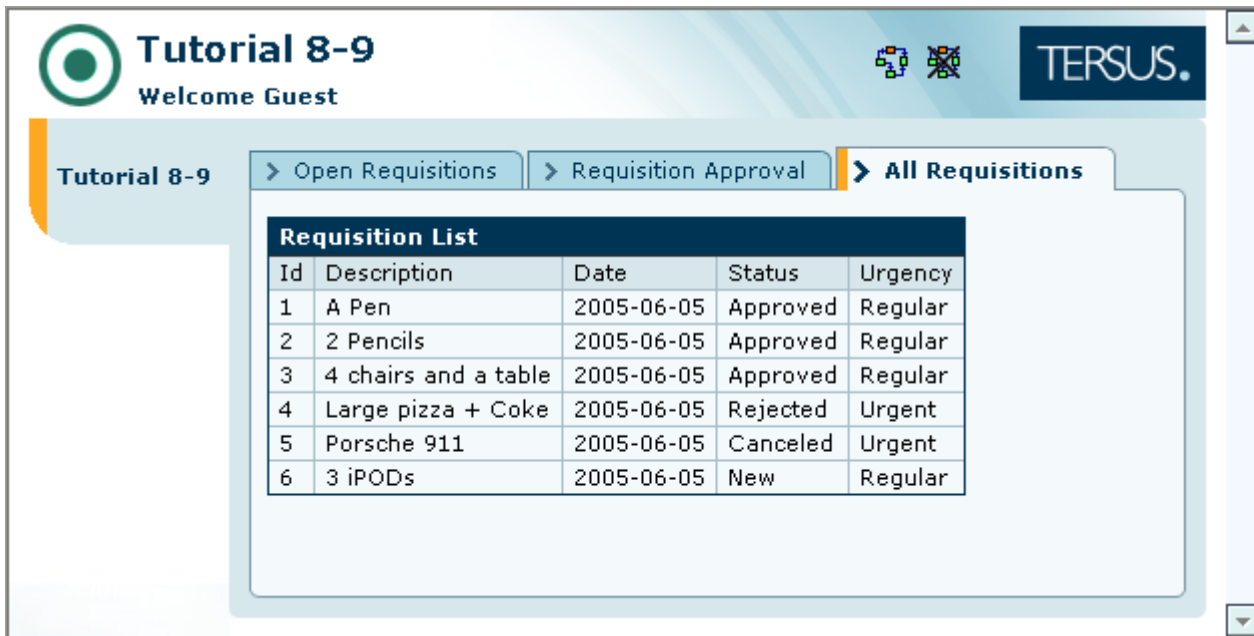 Tutorial 8-9
Welcome Guest
TERSUS.
Tutorial 8-9
> Open Requisitions > Requisition Approval > All Requisitions
Requisition List
Id Description Date Status Urgency
1 A Pen 2005-06-05 Approved Regular
2 2 Pencils 2005-06-05 Approved Regular
3 4 chairs and a table 2005-06-05 Approved Regular
4 Large pizza + Coke 2005-06-05 Rejected Urgent
5 Porsche 911 2005-06-05 Canceled Urgent
6 3 iPODs 2005-06-05 New Regular